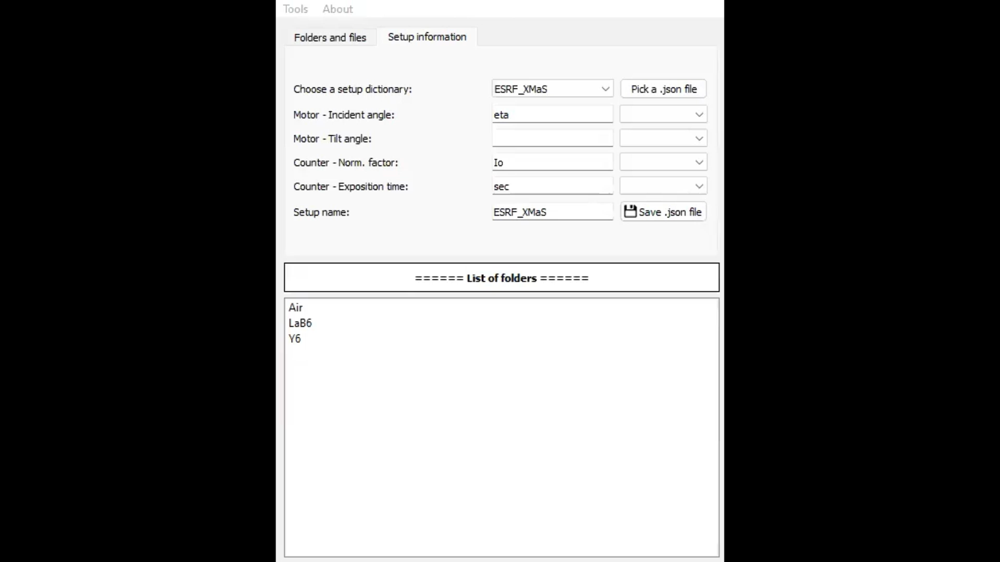 Tools About
Folders and files Setup information
Choose a setup dictionary: ESRF_XMaS Pick a .json file
Motor - Incident angle: eta
Motor - Tilt angle:
Counter - Norm. factor: Io
Counter - Exposition time: sec
Setup name: ESRF_XMaS Save .json file
====== List of folders ======
Air
LaB6
Y6